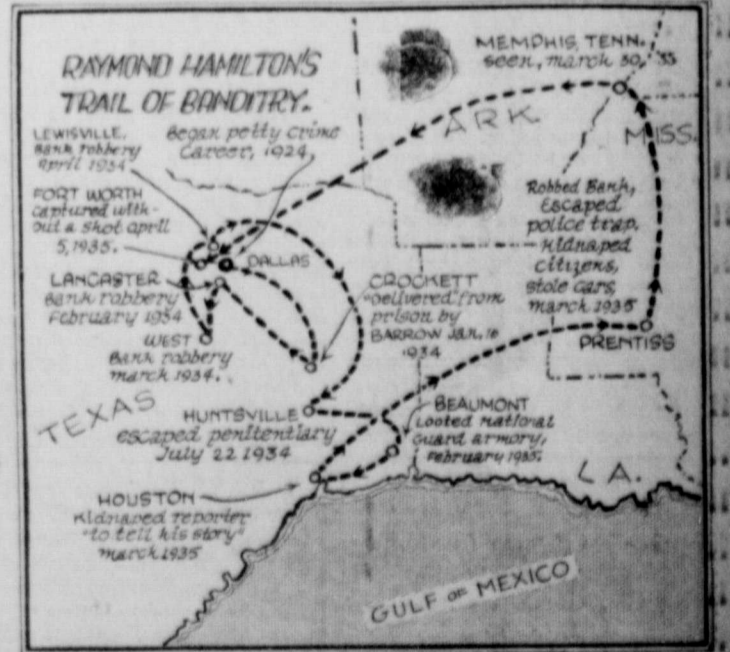 RAYMOND HAMILTON'S
TRAIL OF BANDITRY.
LEWISVILLE,
Bank robbery
april 1934
Began petty crime
career, 1924,
FORT WORTH
captured with-
out a shot april
5, 1935.
DALLAS
LANCASTER
Bank robbery
February 1934
WEST
Bank robbery
march 1934.
CROCKETT
"Delivered" from
prison by
BARROW Jan. 16
1934
MEMPHIS, TENN.
seen, march 30, '35
ARK.
MISS.
Robbed Bank,
Escaped
police trap,
Kidnaped
citizens,
stole cars,
march 1935
PRENTISS
TEXAS
HUNTSVILLE
escaped penitentiary
July 22 1934
BEAUMONT
Looted national
guard armory,
February 1935.
LA.
HOUSTON
Kidnaped reporter
"to tell his story"
march 1935
GULF OF MEXICO